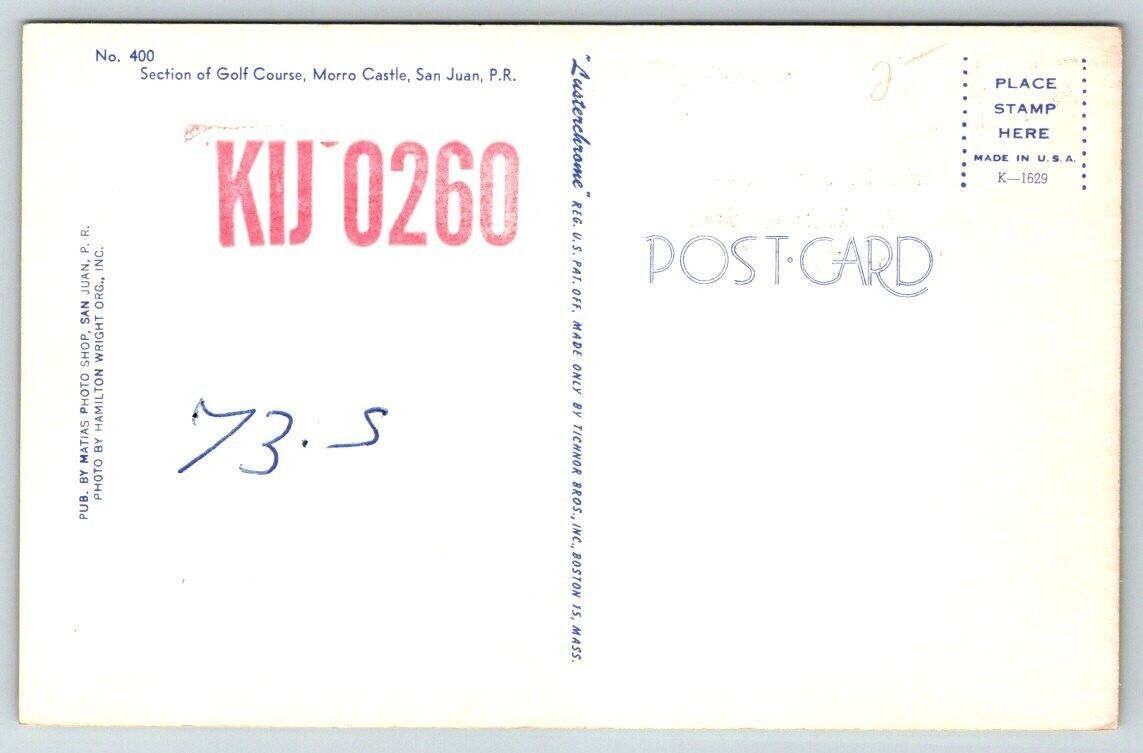 No. 400
Section of Golf Course, Morro Castle, San Juan, P.R.
KIJ 0260
PUB. BY MATIAS PHOTO SHOP, SAN JUAN, P. R.
PHOTO BY HAMILTON WRIGHT ORG., INC.
73. S
"Lusterchrome" REG. U.S. PAT. OFF. MADE ONLY BY TICHNOR BROS., INC., BOSTON 15, MASS.
2
PLACE
STAMP
HERE
MADE IN U.S.A.
K—1629
POST·CARD